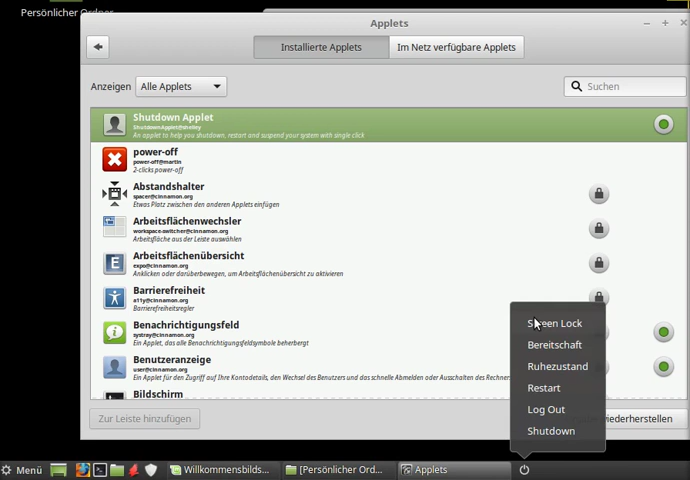 Persönlicher Ordner
Applets
Installierte Applets
Im Netz verfügbare Applets
Anzeigen
Alle Applets
Suchen
Shutdown Applet
ShutdownApplet@shelley
An applet to help you shutdown, restart and suspend your system with single click
power-off
power-off@martin
2-clicks power-off
Abstandshalter
spacer@cinnamon.org
Etwas Platz zwischen den anderen Applets einfügen
Arbeitsflächenwechsler
workspace-switcher@cinnamon.org
Arbeitsfläche aus der Leiste auswählen
Arbeitsflächenübersicht
expo@cinnamon.org
Anklicken oder darüberbewegen, um Arbeitsflächenübersicht zu aktivieren
Barrierefreiheit
a11y@cinnamon.org
Barrierefreiheitsregler
Benachrichtigungsfeld
systray@cinnamon.org
Ein Applet, das alle Benachrichtigungsfeldsymbole beherbergt
Benutzeranzeige
user@cinnamon.org
Ein Applet für den Zugriff auf Ihre Kontodetails, den Wechsel des Benutzers und das schnelle Abmelden oder Ausschalten des Rechners
Bildschirm
Screen Lock
Bereitschaft
Ruhezustand
Restart
Log Out
Shutdown
Zur Leiste hinzufügen
wiederherstellen
Menü
Willkommensbilds...
[Persönlicher Ord...
Applets